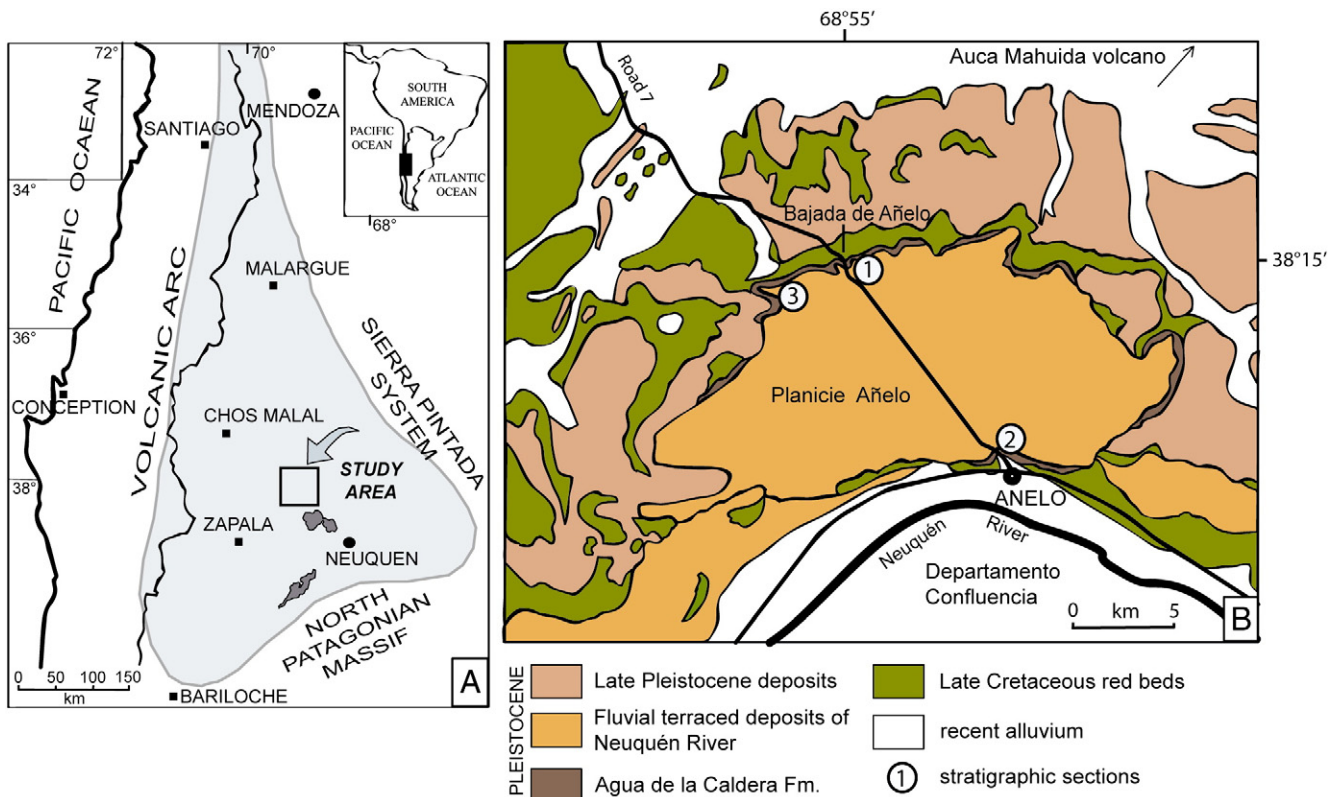 72°
70°
MENDOZA
SANTIAGO
SOUTH
AMERICA
PACIFIC
OCEAN
ATLANTIC
OCEAN
68°
34°
PACIFIC OCAEAN
VOLCANIC ARC
MALARGUE
36°
SIERRA PINTADA
SYSTEM
CONCEPTION
CHOS MALAL
STUDY
AREA
38°
ZAPALA
NEUQUEN
NORTH
PATAGONIAN
MASSIF
0 50 100 150
km
BARILOCHE
A
68°55′
Auca Mahuida volcano
Road 7
Bajada de Añelo
38°15′
1
3
Planicie Añelo
2
AÑELO
Neuquén River
Departamento
Confluencia
0 km 5
B
PLEISTOCENE
Late Pleistocene deposits
Fluvial terraced deposits of
Neuquén River
Agua de la Caldera Fm.
Late Cretaceous red beds
recent alluvium
1 stratigraphic sections